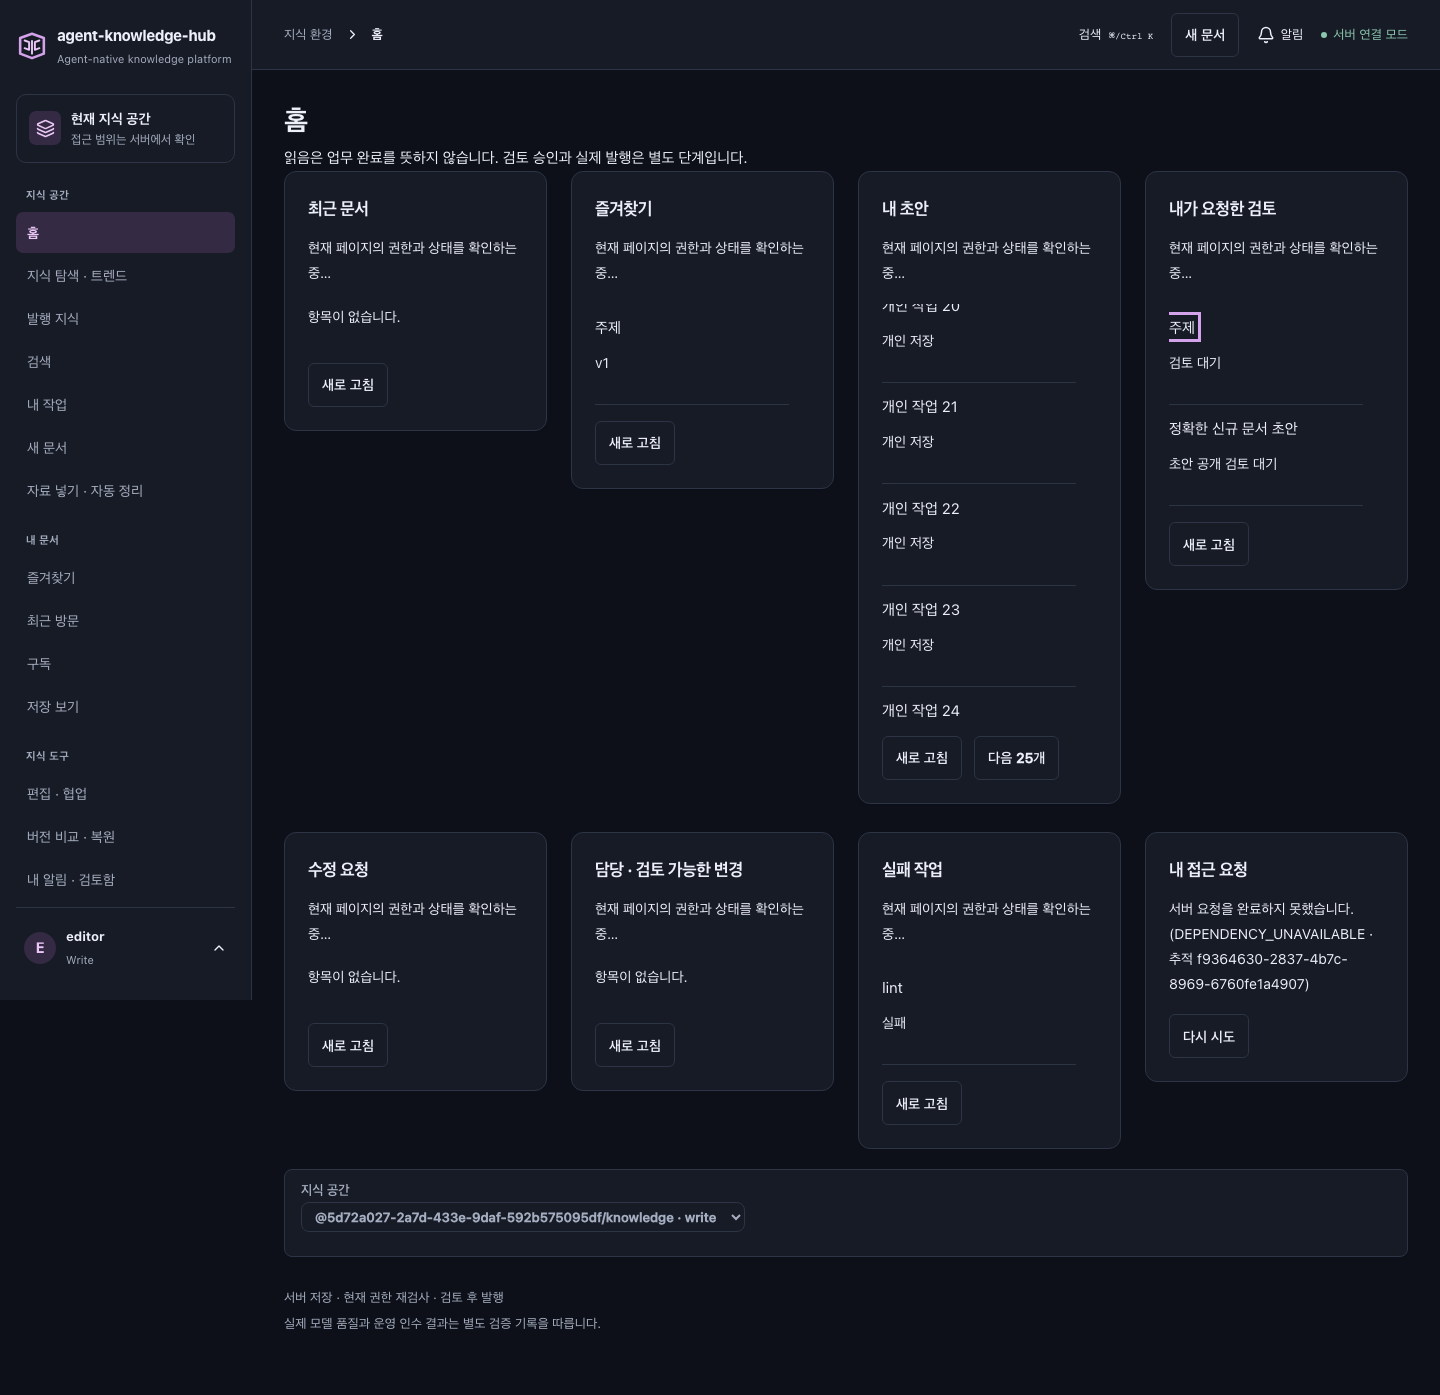 agent-knowledge-hub
Agent-native knowledge platform
현재 지식 공간
접근 범위는 서버에서 확인
지식 공간
홈
지식 탐색 · 트렌드
발행 지식
검색
내 작업
새 문서
자료 넣기 · 자동 정리
내 문서
즐겨찾기
최근 방문
구독
저장 보기
지식 도구
편집 · 협업
버전 비교 · 복원
내 알림 · 검토함
E
editor
Write
지식 환경
홈
검색 ⌘/Ctrl K
새 문서
알림
서버 연결 모드
홈
읽음은 업무 완료를 뜻하지 않습니다. 검토 승인과 실제 발행은 별도 단계입니다.
최근 문서
현재 페이지의 권한과 상태를 확인하는
중…
항목이 없습니다.
새로 고침
즐겨찾기
현재 페이지의 권한과 상태를 확인하는
중…
주제
v1
새로 고침
내 초안
현재 페이지의 권한과 상태를 확인하는
중…
개인 작업 20
개인 저장
개인 작업 21
개인 저장
개인 작업 22
개인 저장
개인 작업 23
개인 저장
개인 작업 24
새로 고침
다음 25개
내가 요청한 검토
현재 페이지의 권한과 상태를 확인하는
중…
주제
검토 대기
정확한 신규 문서 초안
초안 공개 검토 대기
새로 고침
수정 요청
현재 페이지의 권한과 상태를 확인하는
중…
항목이 없습니다.
새로 고침
담당 · 검토 가능한 변경
현재 페이지의 권한과 상태를 확인하는
중…
항목이 없습니다.
새로 고침
실패 작업
현재 페이지의 권한과 상태를 확인하는
중…
lint
실패
새로 고침
내 접근 요청
서버 요청을 완료하지 못했습니다.
(DEPENDENCY_UNAVAILABLE ·
추적 f9364630-2837-4b7c-
8969-6760fe1a4907)
다시 시도
지식 공간
@5d72a027-2a7d-433e-9daf-592b575095df/knowledge · write
서버 저장 · 현재 권한 재검사 · 검토 후 발행
실제 모델 품질과 운영 인수 결과는 별도 검증 기록을 따릅니다.